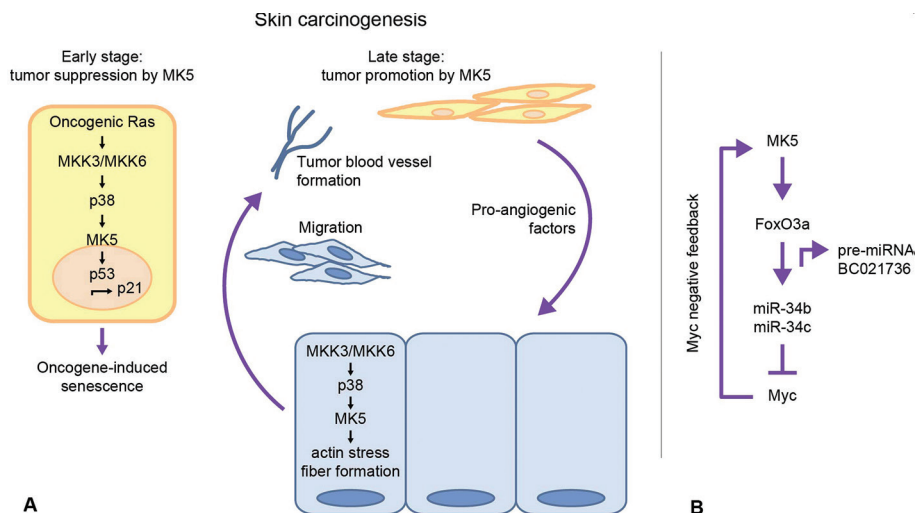 Skin carcinogenesis
Early stage:
tumor suppression by MK5
Oncogenic Ras
MKK3/MKK6
p38
MK5
p53
p21
Oncogene-induced
senescence
Late stage:
tumor promotion by MK5
Tumor blood vessel
formation
Migration
Pro-angiogenic
factors
MKK3/MKK6
p38
MK5
actin stress
fiber formation
A
Myc negative feedback
MK5
FoxO3a
pre-miRNA
BC021736
miR-34b
miR-34c
Myc
B